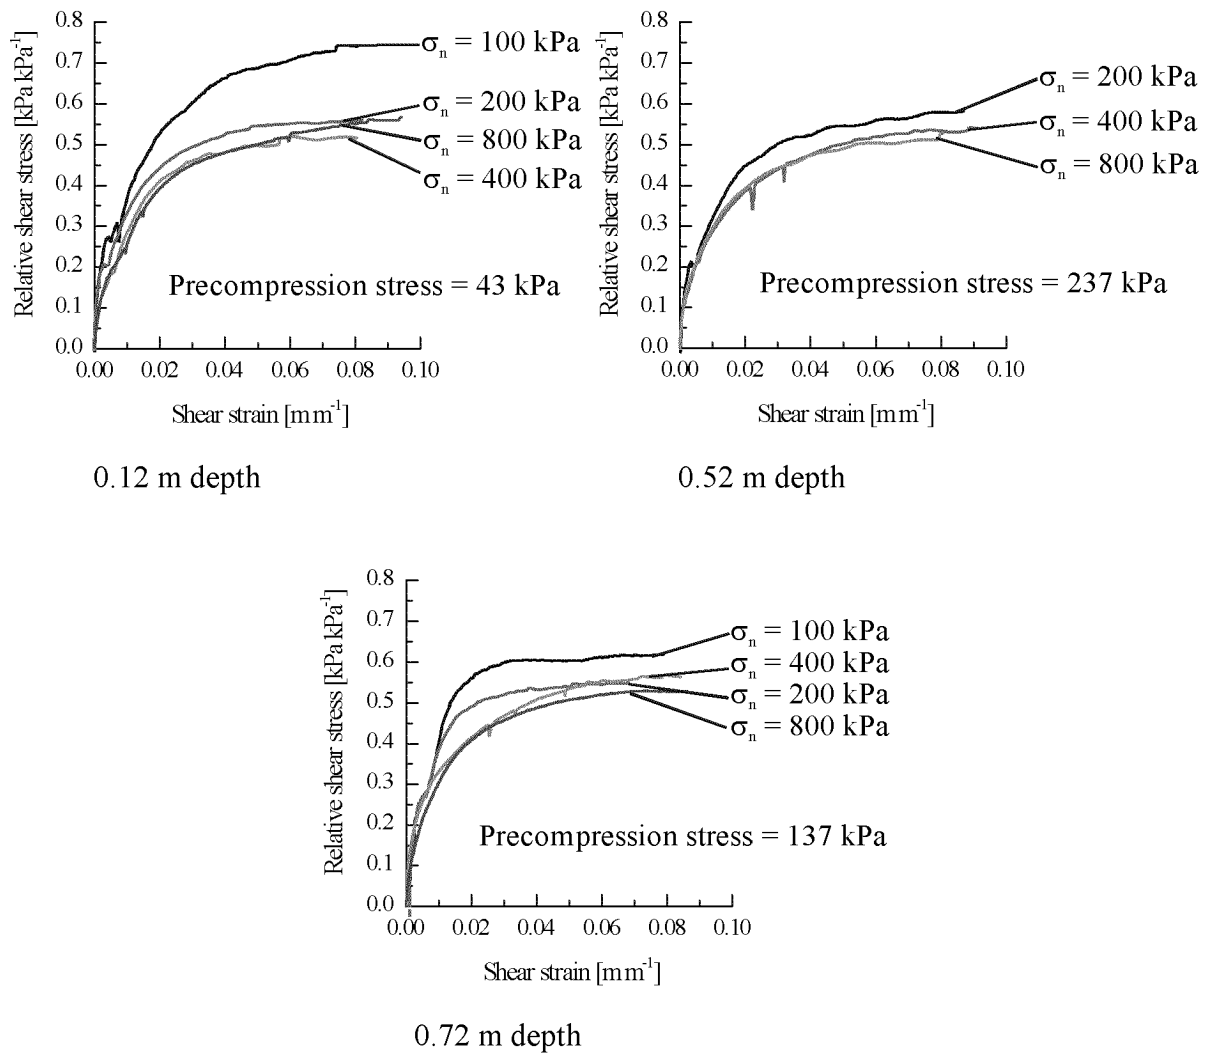 0.8
0.7
0.6
0.5
0.4
0.3
0.2
0.1
0.0
Relative shear stress [kPa kPa⁻¹]
σₙ = 100 kPa
σₙ = 200 kPa
σₙ = 800 kPa
σₙ = 400 kPa
Precompression stress = 43 kPa
0.00 0.02 0.04 0.06 0.08 0.10
Shear strain [m m⁻¹]
0.12 m depth
0.8
0.7
0.6
0.5
0.4
0.3
0.2
0.1
0.0
Relative shear stress [kPa kPa⁻¹]
σₙ = 200 kPa
σₙ = 400 kPa
σₙ = 800 kPa
Precompression stress = 237 kPa
0.00 0.02 0.04 0.06 0.08 0.10
Shear strain [m m⁻¹]
0.52 m depth
0.8
0.7
0.6
0.5
0.4
0.3
0.2
0.1
0.0
Relative shear stress [kPa kPa⁻¹]
σₙ = 100 kPa
σₙ = 400 kPa
σₙ = 200 kPa
σₙ = 800 kPa
Precompression stress = 137 kPa
0.00 0.02 0.04 0.06 0.08 0.10
Shear strain [m m⁻¹]
0.72 m depth